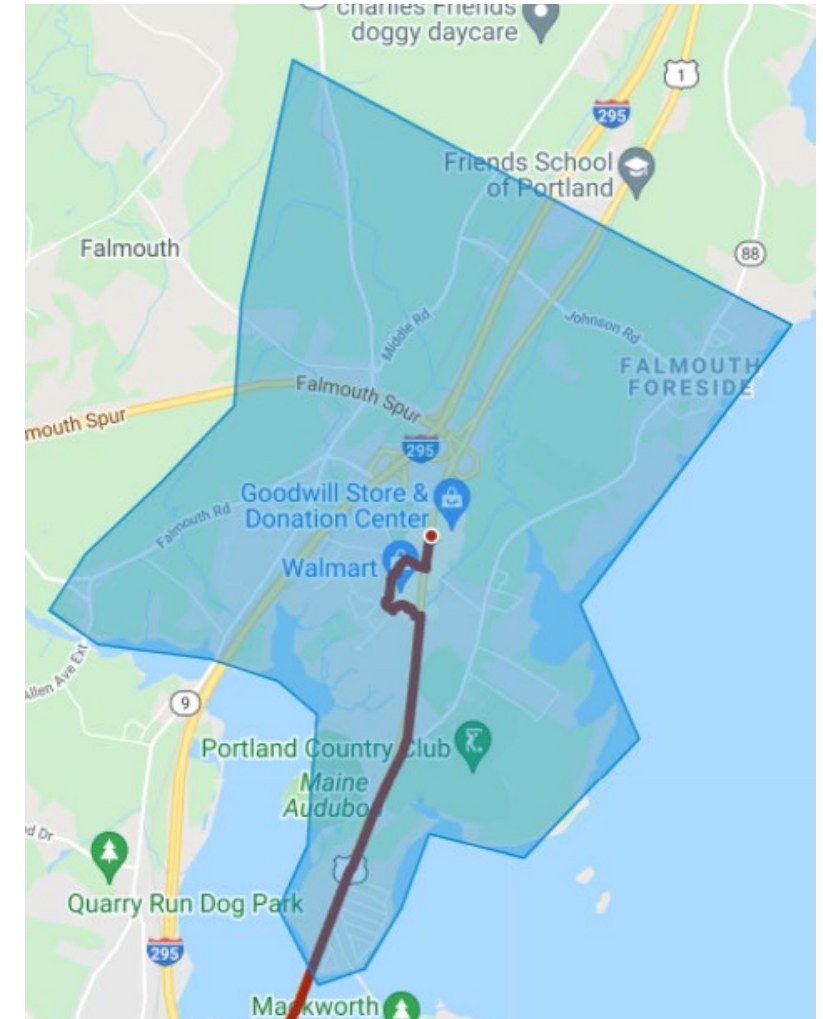 charlies Friends
doggy daycare
1
295
Friends School
of Portland
88
Falmouth
Middle Rd
Johnson Rd
FALMOUTH
FORESIDE
Falmouth Spur
mouth Spur
295
Goodwill Store &
Donation Center
Falmouth Rd
Walmart
Allen Ave Ext
9
Portland Country Club
Maine
Audubon
d Dr
Quarry Run Dog Park
295
Mackworth